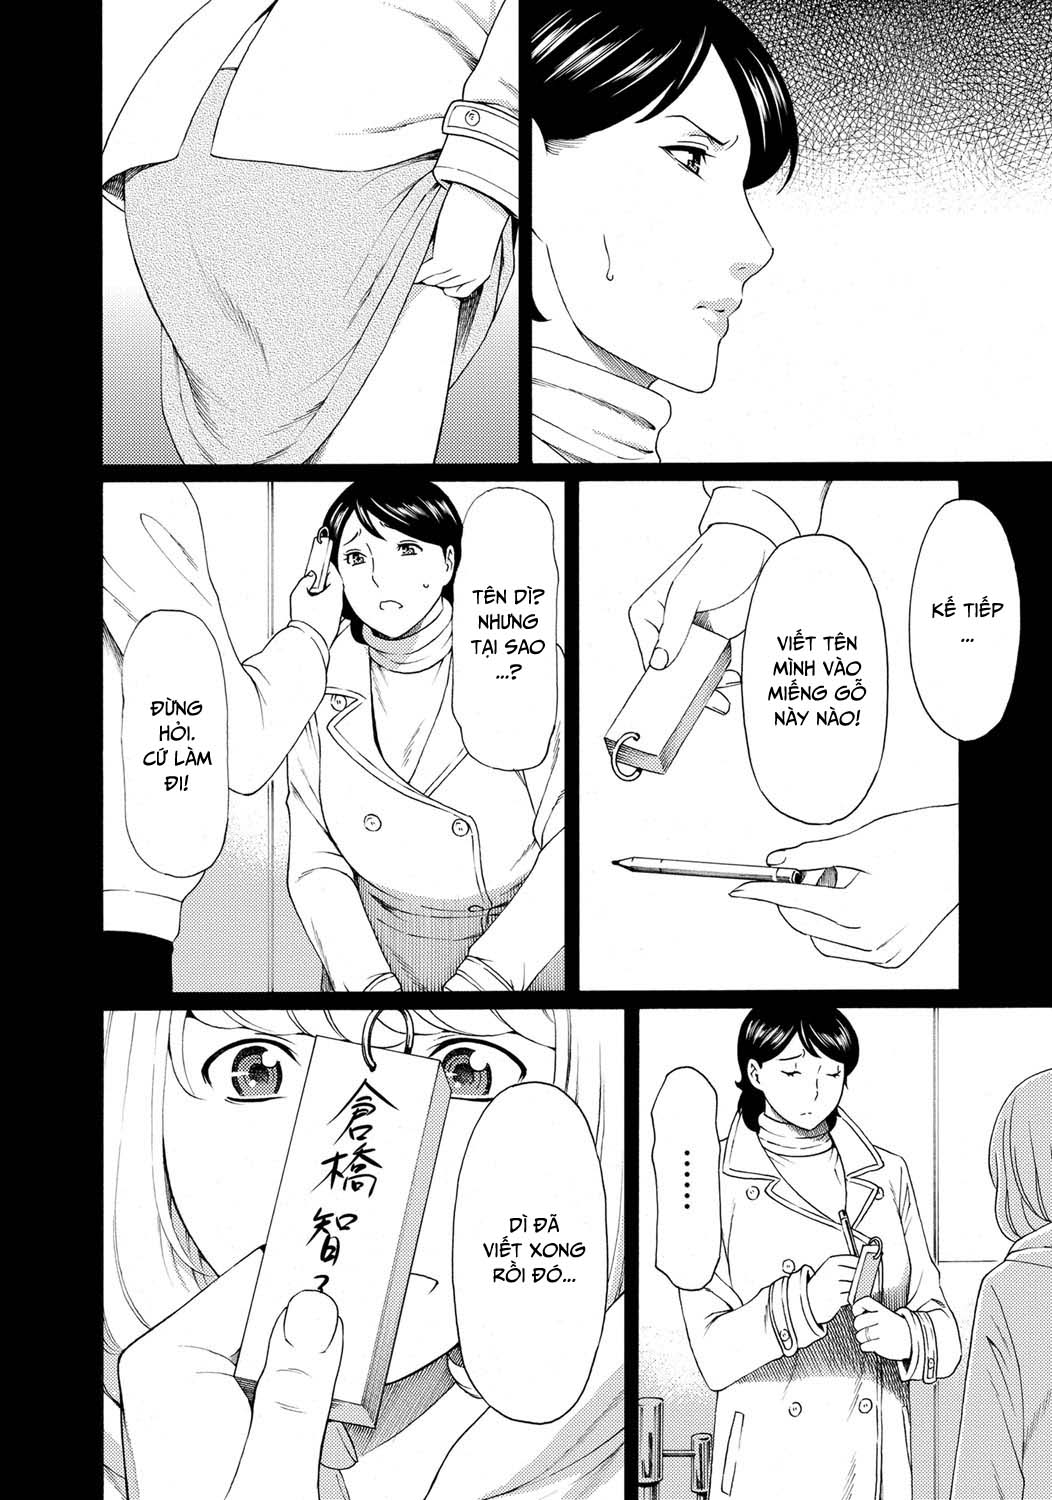 KẾ TIẾP
...
VIẾT TÊN
MÌNH VÀO
MIẾNG GỖ
NÀY NÀO!
TÊN DÌ?
NHƯNG
TẠI SAO
...?
ĐỪNG
HỎI.
CỨ LÀM
ĐI!
......
DÌ ĐÃ
VIẾT XONG
RỒI ĐÓ...
倉橋智